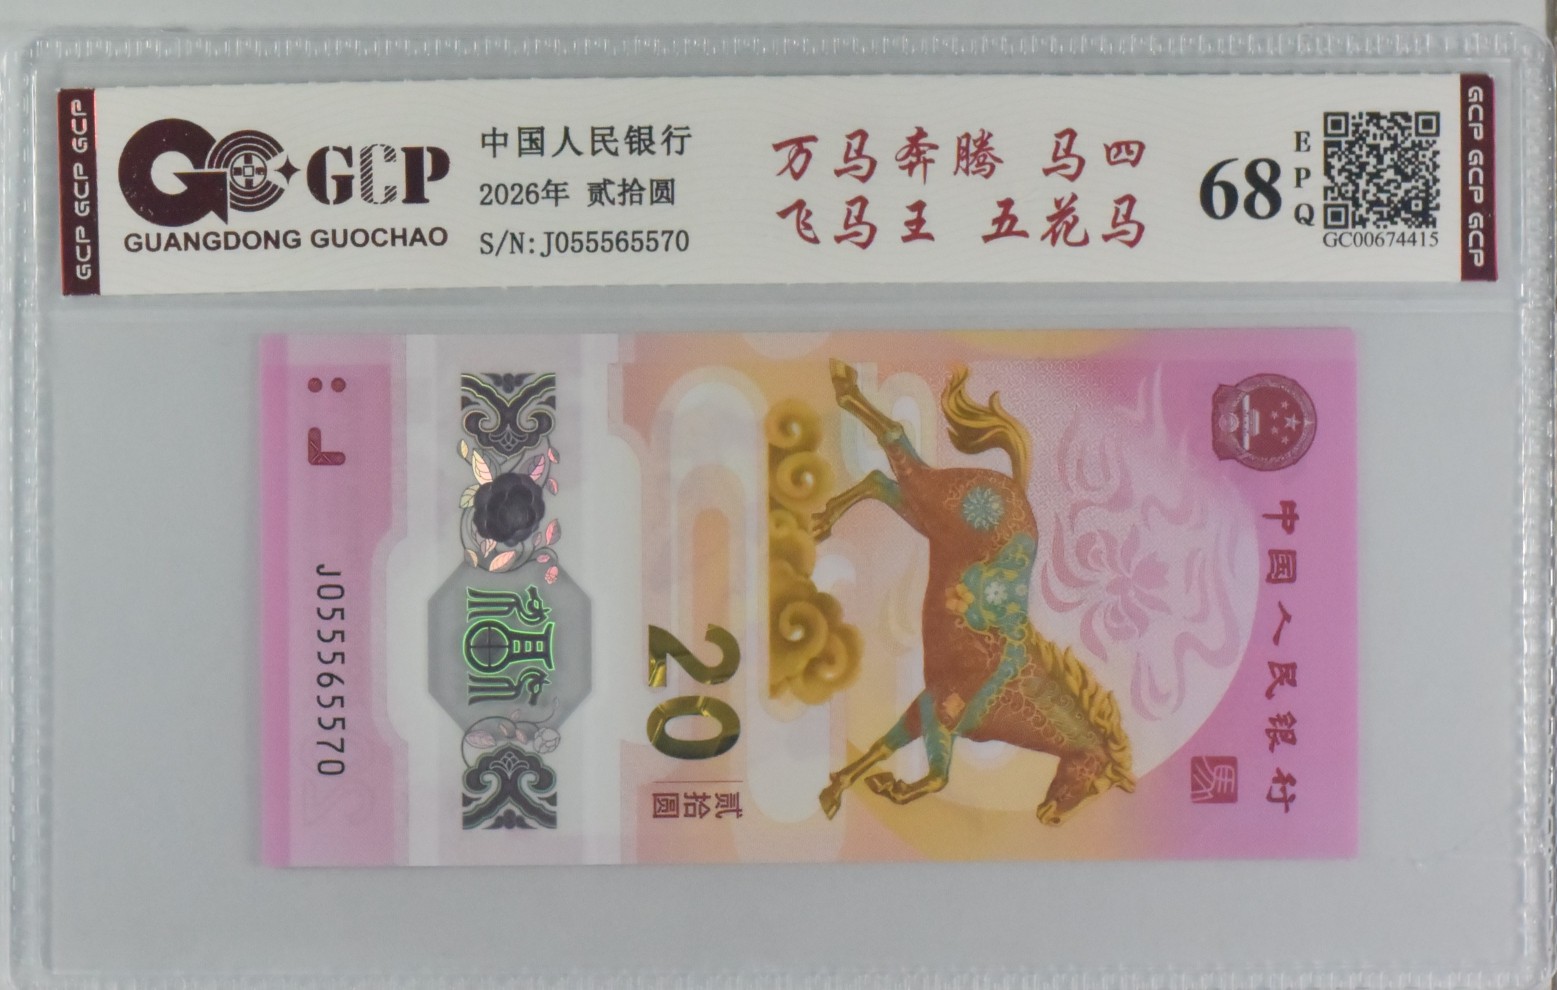 GCP GCP GCP
GCP
GUANGDONG GUOCHAO
中国人民银行
2026年 贰拾圆
S/N:J055565570
万马奔腾 马四
飞马王 五花马
68
EPQ
GC00674415
GCP GCP GCP
J055565570
20
贰拾圆
中国人民银行
馬